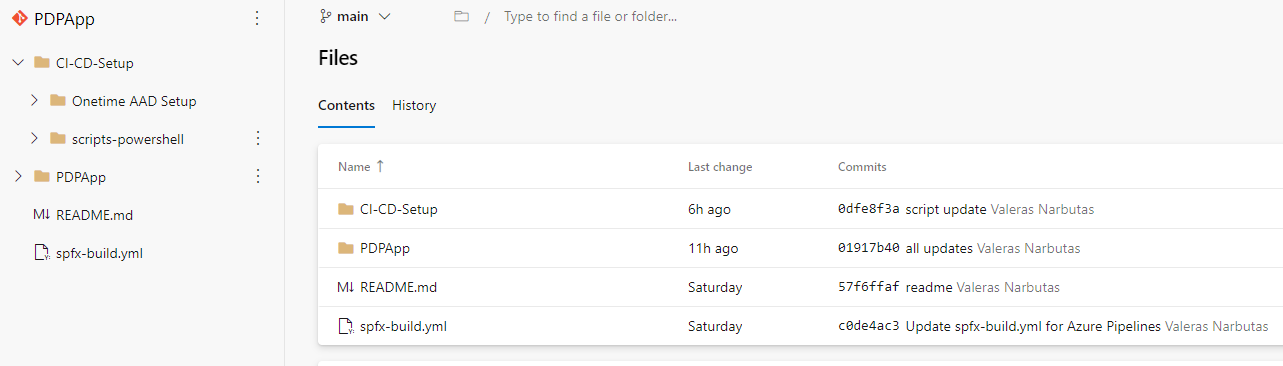 PDPApp
CI-CD-Setup
Onetime AAD Setup
scripts-powershell
PDPApp
README.md
spfx-build.yml
main / Type to find a file or folder...
Files
Contents History
Name ↑ Last change Commits
CI-CD-Setup 6h ago 0dfe8f3a script update Valeras Narbutas
PDPApp 11h ago 01917b40 all updates Valeras Narbutas
M↓ README.md Saturday 57f6ffaf readme Valeras Narbutas
spfx-build.yml Saturday c0de4ac3 Update spfx-build.yml for Azure Pipelines Valeras Narbutas